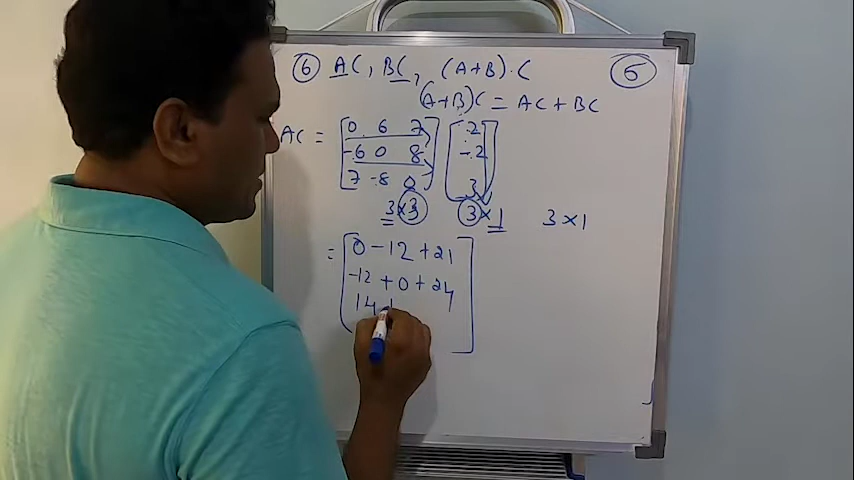 6 AC, BC, (A+B).C 6
(A+B)C = AC + BC
AC = [0 6 7] [2]
[-6 0 8] [-2]
[7 -8 0] [3]
3×3 3×1 3×1
= [0 -12 +21]
-12 +0 +24
14 +